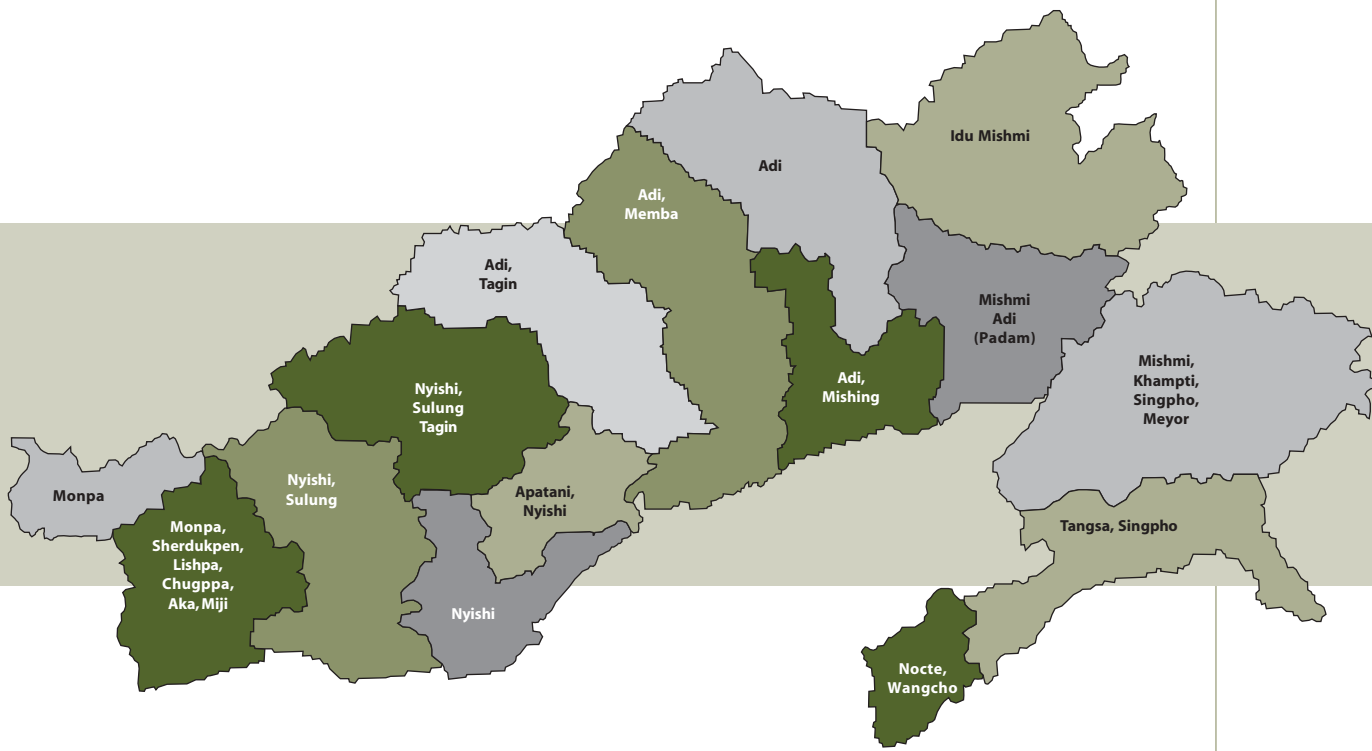 Idu Mishmi
Adi
Adi,
Memba
Adi,
Tagin
Mishmi
Adi
(Padam)
Mishmi,
Khampti,
Singpho,
Meyor
Adi,
Mishing
Nyishi,
Sulung
Tagin
Monpa
Nyishi,
Sulung
Apatani,
Nyishi
Monpa,
Sherdukpen,
Lishpa,
Chugppa,
Aka, Miji
Tangsa, Singpho
Nyishi
Nocte,
Wangcho